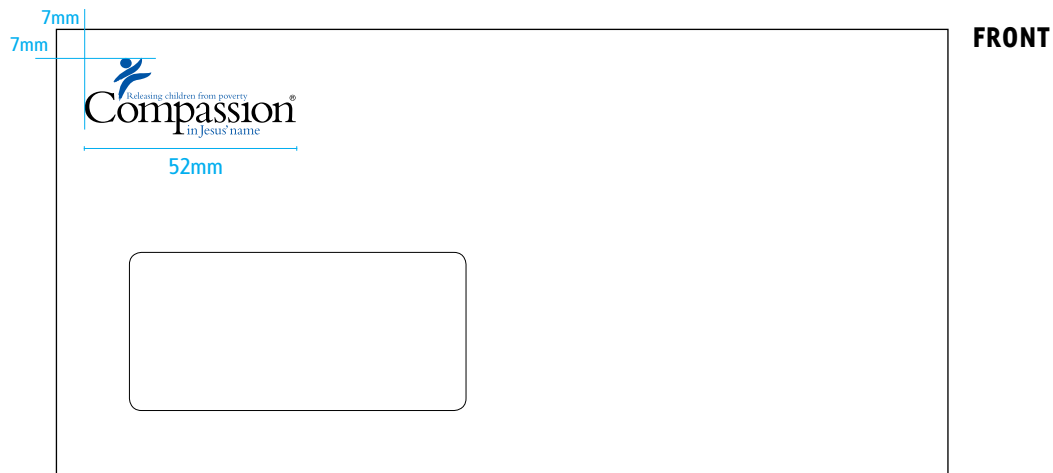 7mm
7mm
FRONT
Releasing children from poverty
Compassion®
in Jesus' name
52mm